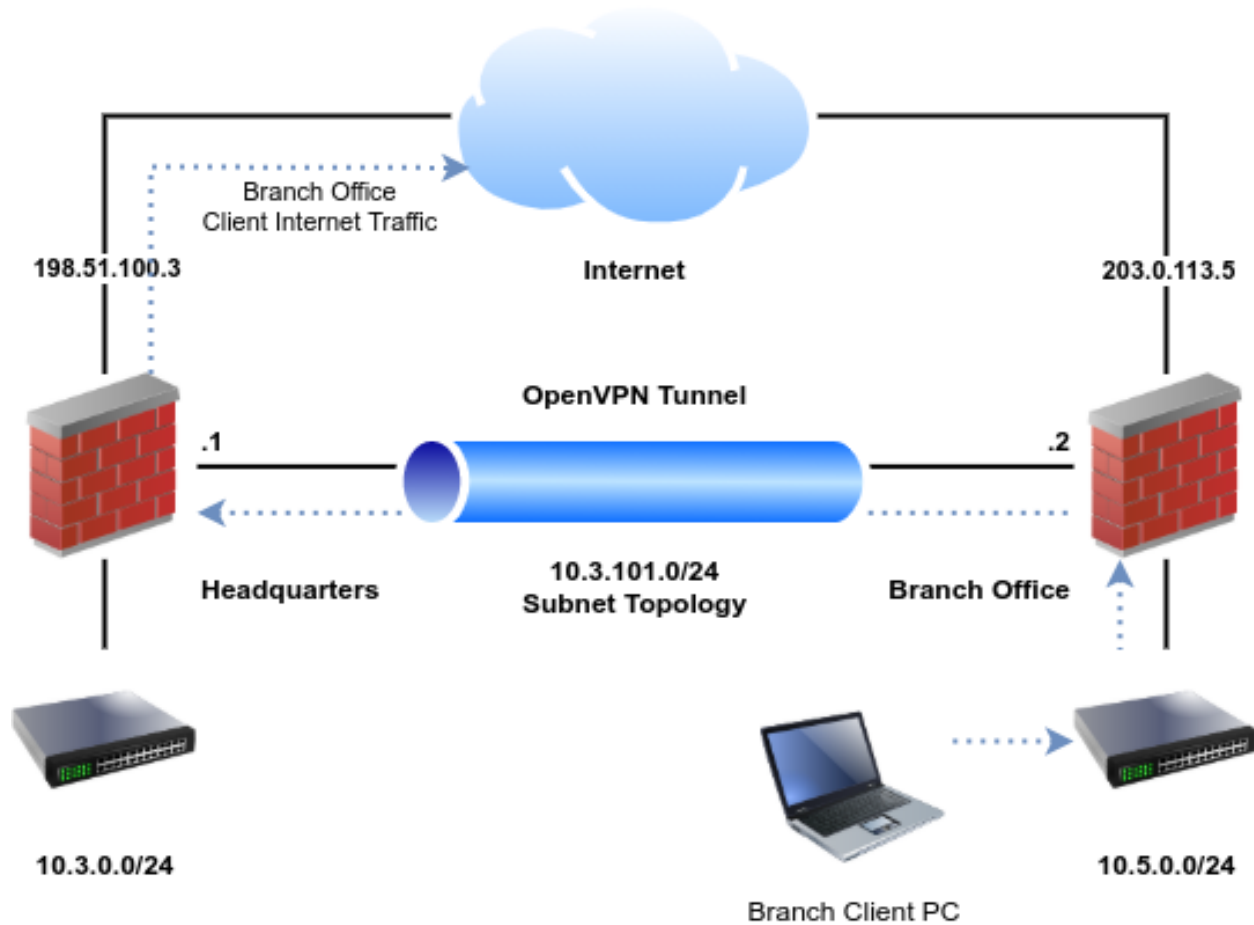 Branch Office
Client Internet Traffic
198.51.100.3
Internet
203.0.113.5
OpenVPN Tunnel
.1
.2
Headquarters
10.3.101.0/24
Subnet Topology
Branch Office
10.3.0.0/24
10.5.0.0/24
Branch Client PC